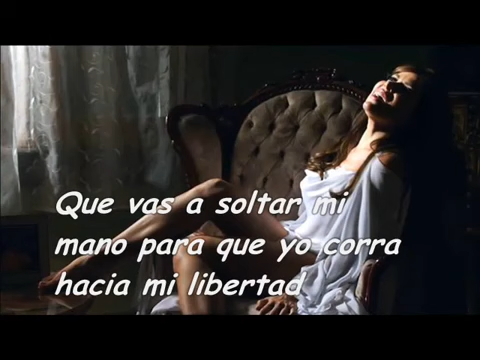 Que vas a soltar mi
mano para que yo corra
hacia mi libertad